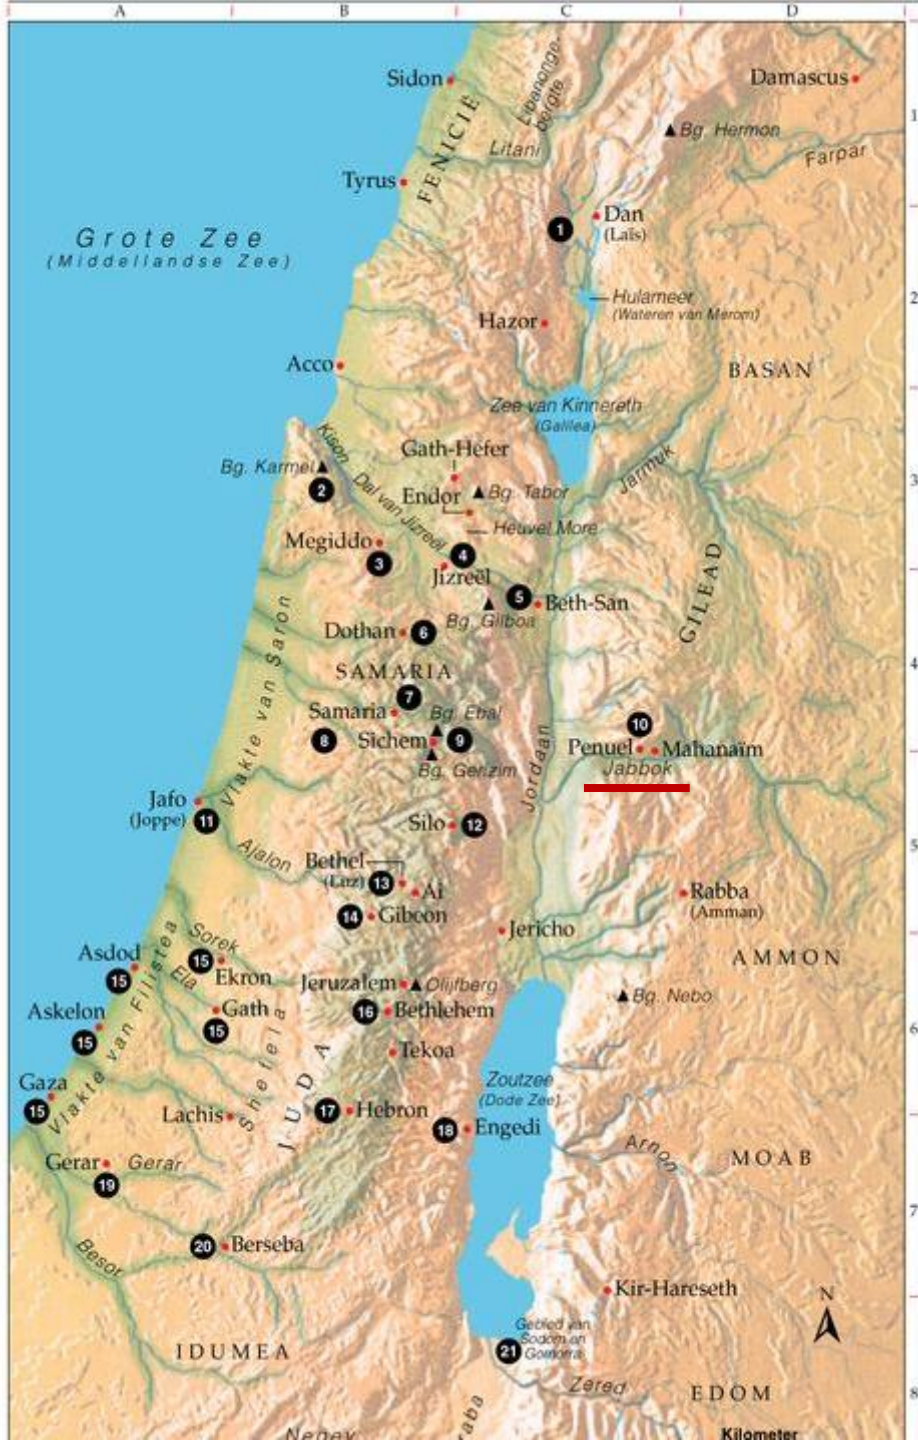 A B C D
Sidon
Damascus
Libanonge-
bergte
FENICIË
Bg. Hermon
1
Litani
Farpar
Tyrus
Grote Zee
(Middellandse Zee)
1
Dan
(Laïs)
Hulameer
(Wateren van Merom)
2
Hazor
Acco
BASAN
Zee van Kinnereth
(Galilea)
Kison
Gath-Hefer
Jarmuk
Bg. Karmel
2
Dal van Jizreël
Endor
Bg. Tabor
3
Heuvel More
Megiddo
3
4
Jizreël
GILEAD
5
Beth-San
Bg. Gilboa
Dothan
6
4
Vlakte van Saron
SAMARIA
7
Samaria
Bg. Ebal
8
Sichem
9
Bg. Gerizim
Jordaan
10
Penuel
Mahanaïm
Jabbok
Jafo
(Joppe)
11
Silo
12
5
Ajalon
Bethel
(Luz)
13
Ai
Rabba
(Amman)
14
Gibeon
Jericho
Sorek
Asdod
15
15
Ekron
Ela
AMMON
Jeruzalem
Olijfberg
Bg. Nebo
Askelon
15
Gath
15
16
Bethlehem
6
Vlakte van Filistea
Shefela
JUDA
Tekoa
Gaza
15
Zoutzee
(Dode Zee)
Lachis
17
Hebron
18
Engedi
Arnon
MOAB
Gerar
Gerar
19
7
Besor
20
Berseba
Kir-Hareseth
N
Gebied van
Sodom en
Gomorra
21
IDUMEA
Zered
EDOM
8
Negev
raba
Kilometer